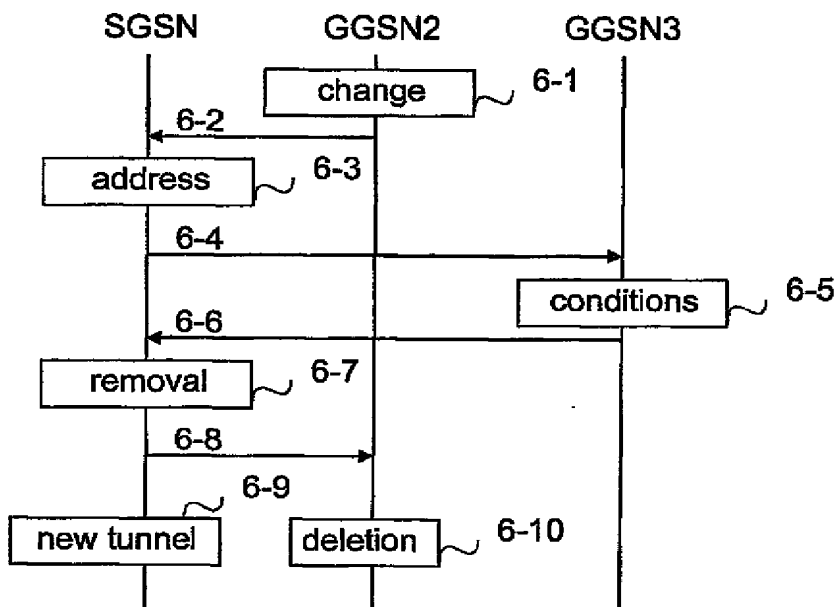 SGSN GGSN2 GGSN3
change 6-1
6-2
address 6-3
6-4
conditions 6-5
6-6
removal 6-7
6-8
6-9
new tunnel deletion 6-10